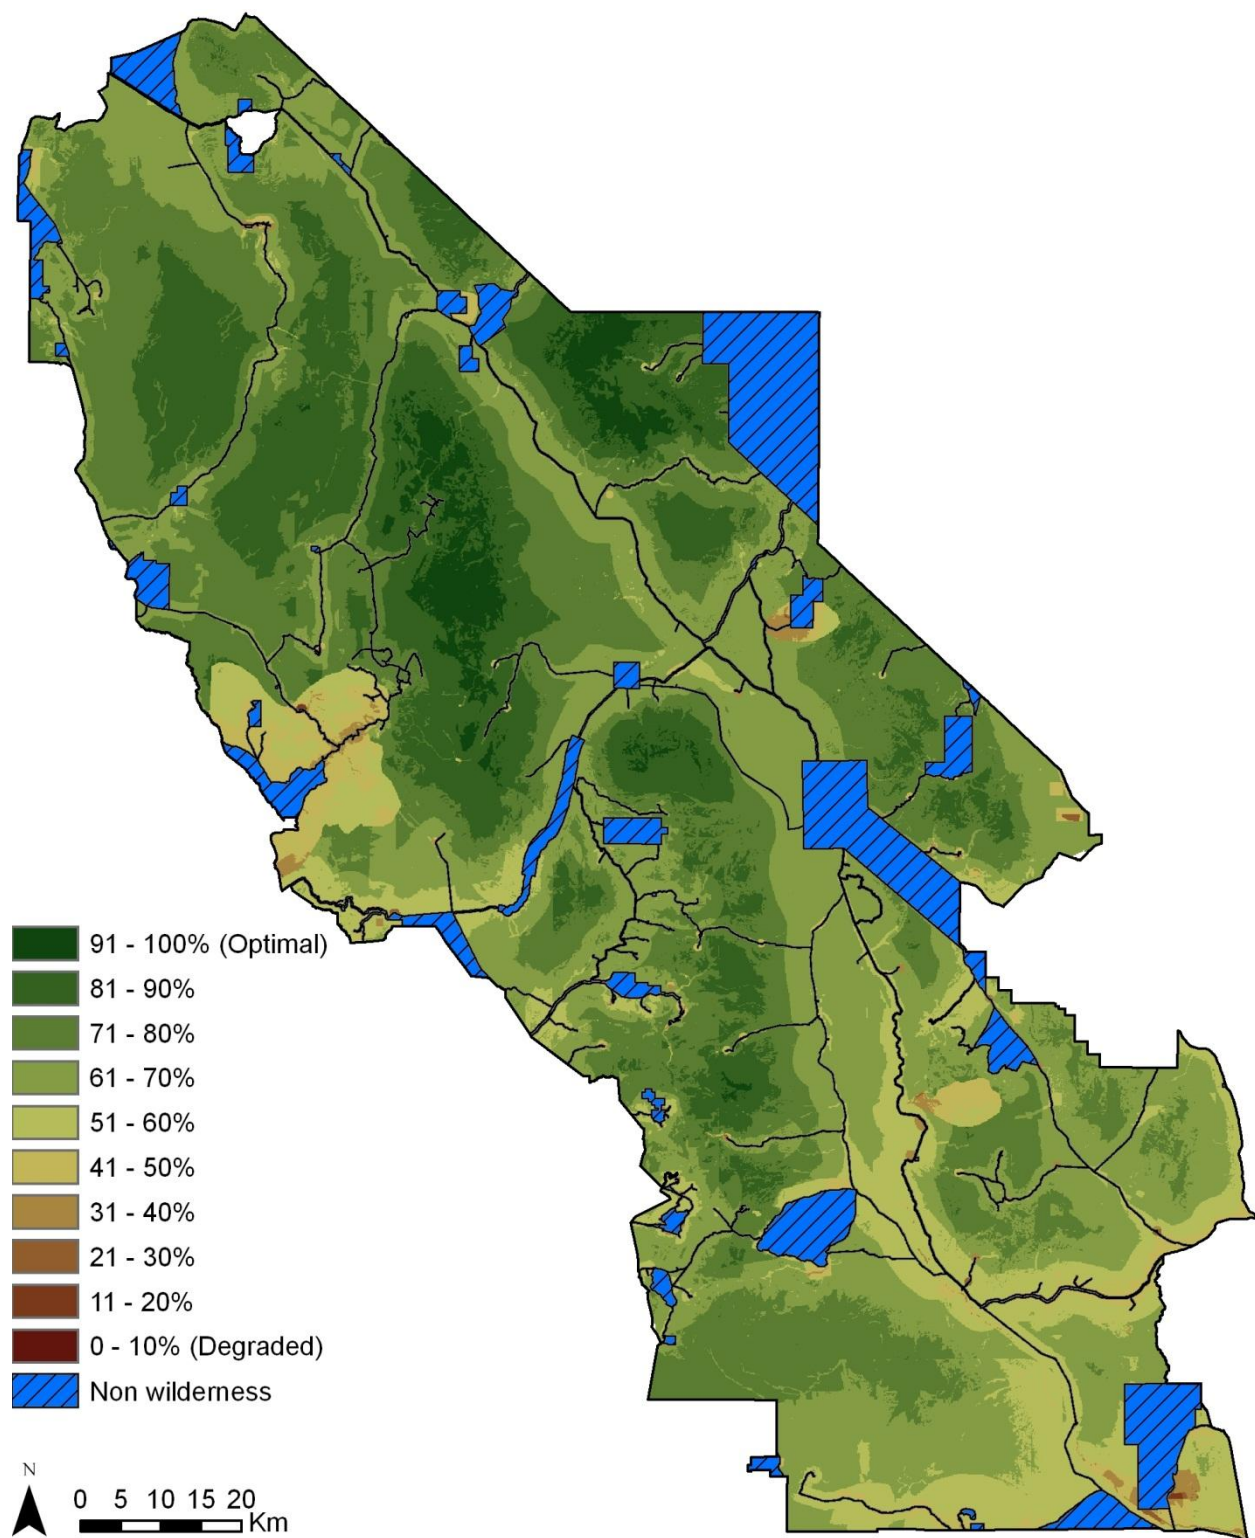 91 - 100% (Optimal)
81 - 90%
71 - 80%
61 - 70%
51 - 60%
41 - 50%
31 - 40%
21 - 30%
11 - 20%
0 - 10% (Degraded)
Non wilderness
N
0 5 10 15 20
Km